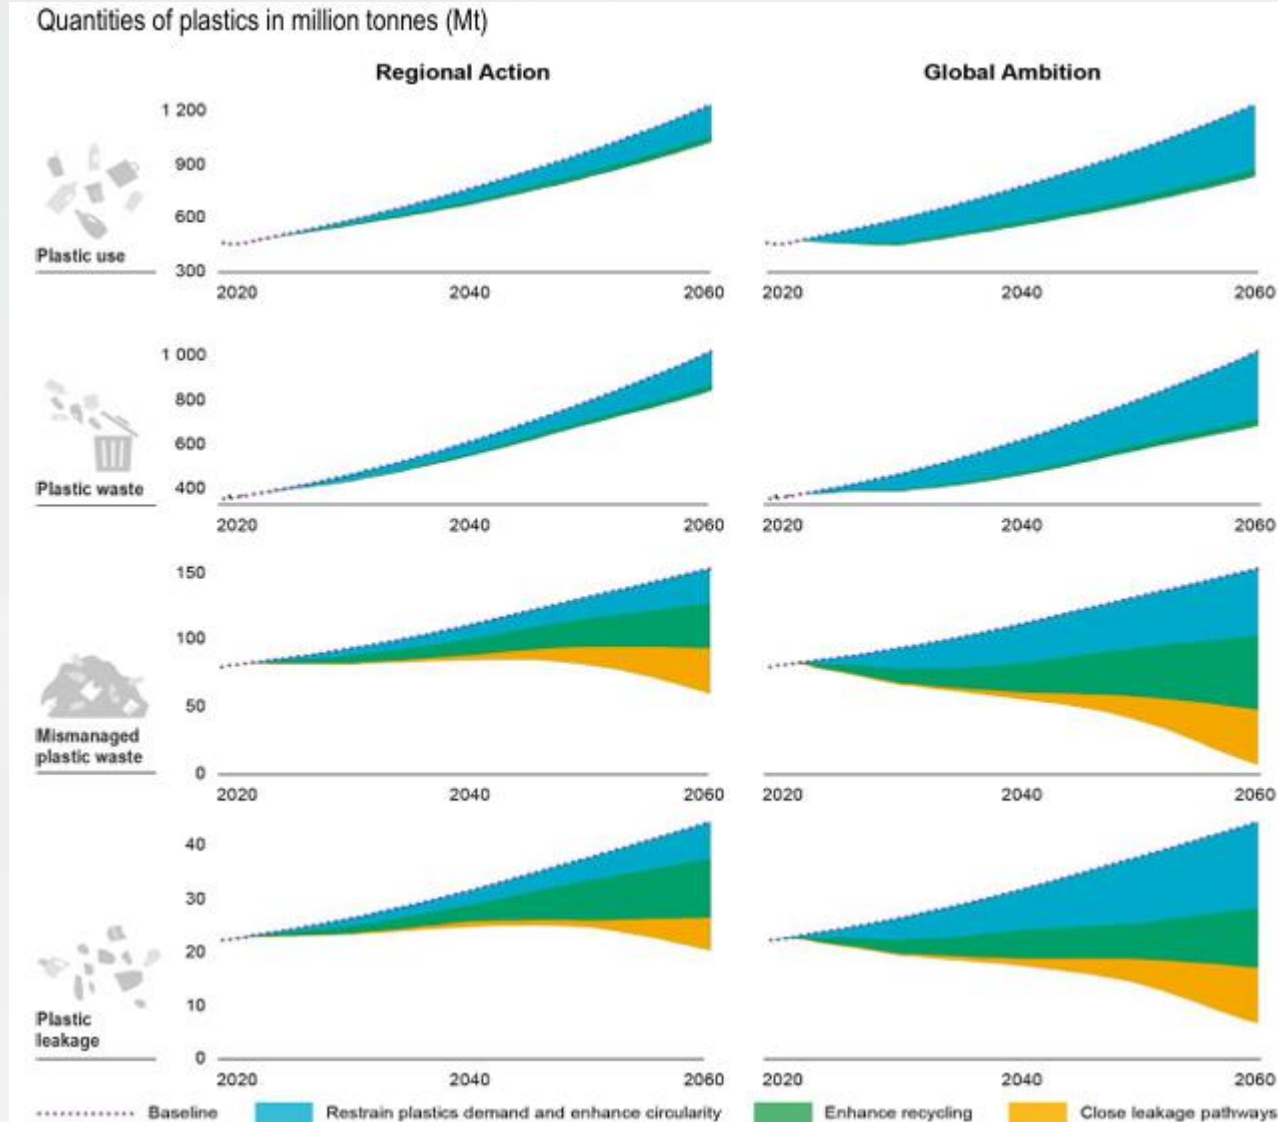 Quantities of plastics in million tonnes (Mt)
Regional Action
Global Ambition
1 200
900
600
300
Plastic use
2020 2040 2060
2020 2040 2060
1 000
800
600
400
Plastic waste
2020 2040 2060
2020 2040 2060
150
100
50
0
Mismanaged
plastic waste
2020 2040 2060
2020 2040 2060
40
30
20
10
0
Plastic
leakage
2020 2040 2060
2020 2040 2060
Baseline
Restrain plastics demand and enhance circularity
Enhance recycling
Close leakage pathways